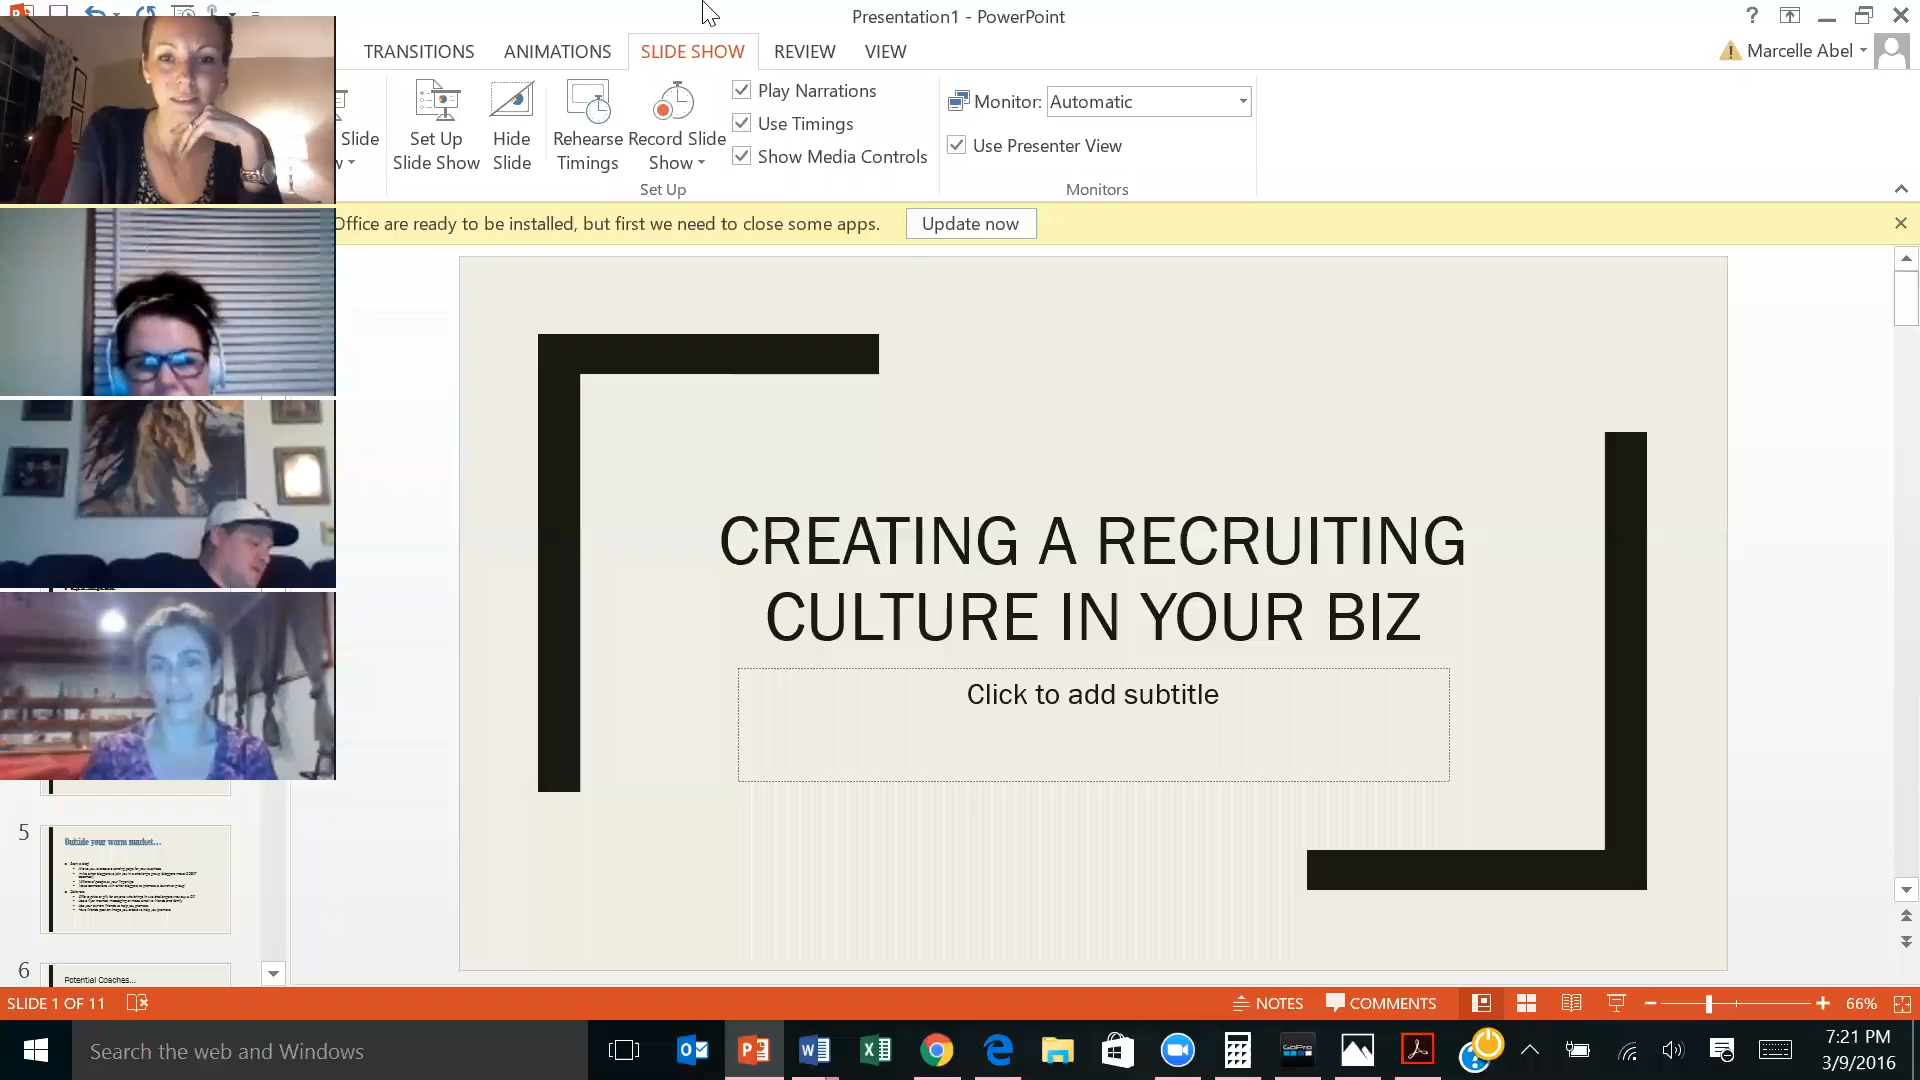 Presentation1 - PowerPoint
TRANSITIONS
ANIMATIONS
SLIDE SHOW
REVIEW
VIEW
Marcelle Abel
Slide
Set Up
Slide Show
Hide
Slide
Rehearse
Timings
Record Slide
Show
Play Narrations
Use Timings
Show Media Controls
Set Up
Monitor:
Automatic
Use Presenter View
Monitors
Office are ready to be installed, but first we need to close some apps.
Update now
CREATING A RECRUITING
CULTURE IN YOUR BIZ
Click to add subtitle
5
Outside your warm market...
6
Potential Coaches...
SLIDE 1 OF 11
NOTES
COMMENTS
66%
Search the web and Windows
GoPro
7:21 PM
3/9/2016